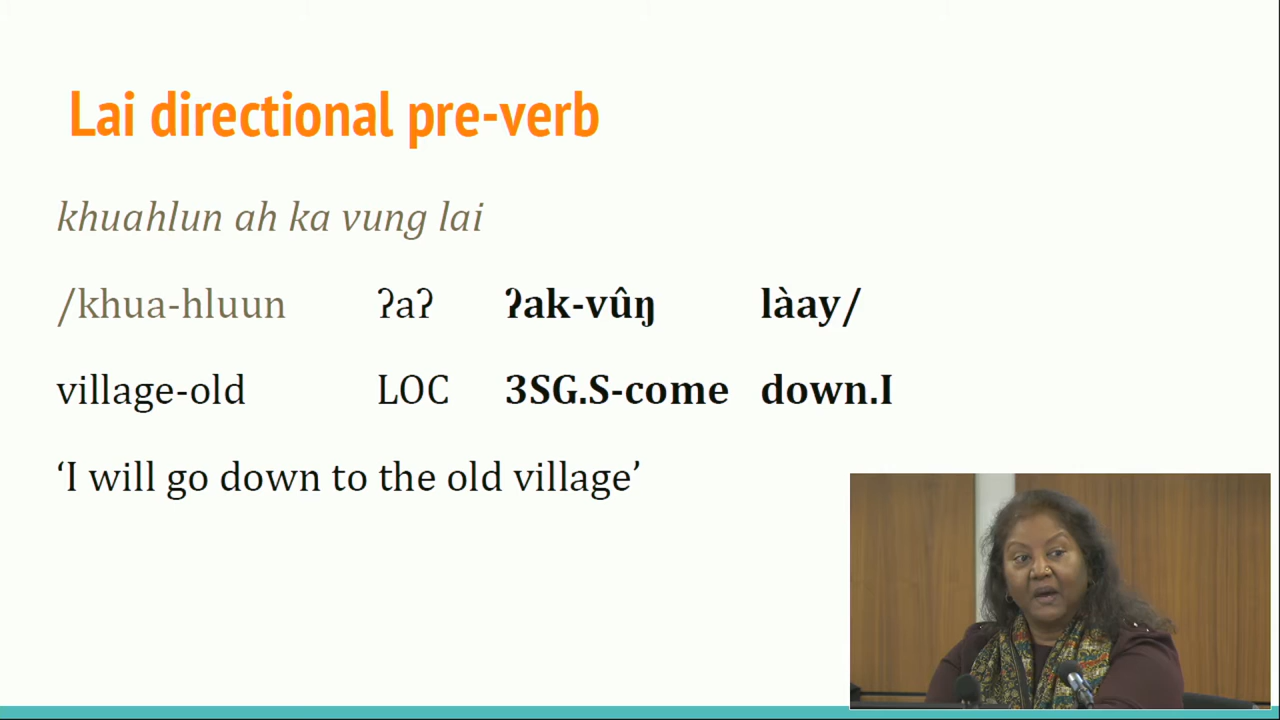 Lai directional pre-verb
khuahlun ah ka vung lai
/khua-hluun ʔaʔ ʔak-vûŋ làay/
village-old LOC 3SG.S-come down.I
‘I will go down to the old village’